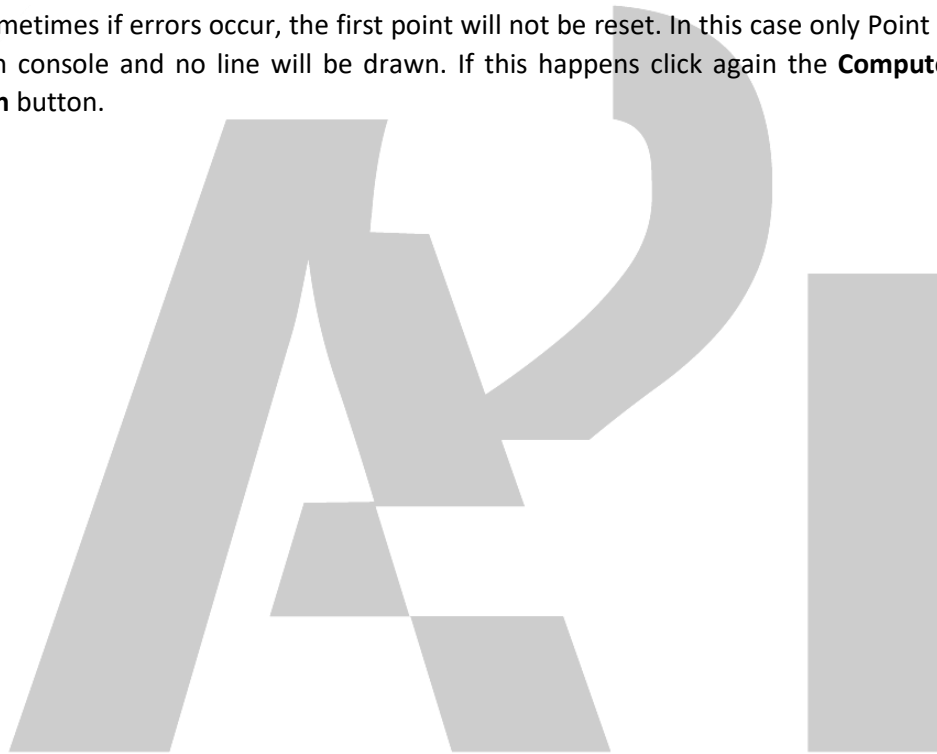 metimes if errors occur, the first point will not be reset. In this case only Point
console and no line will be drawn. If this happens click again the Compute
button.